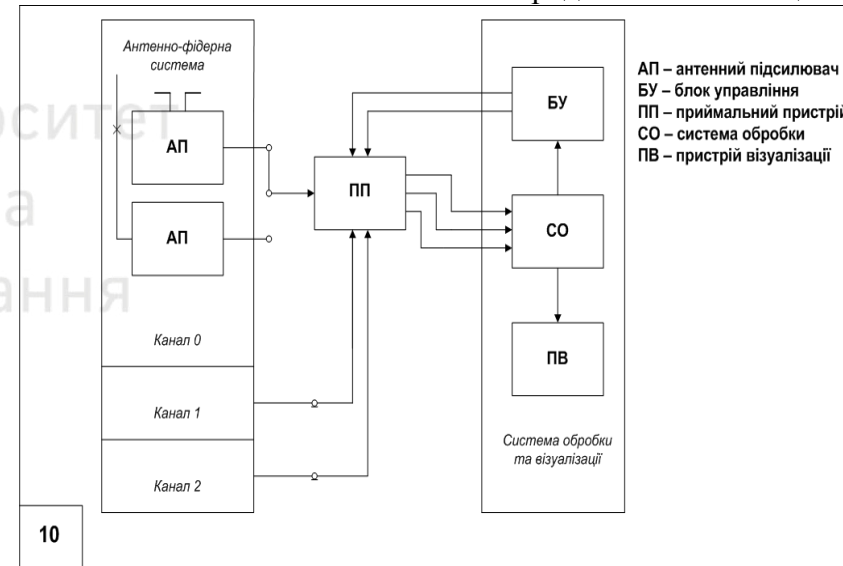 Антенно-фідерна
система
АП
АП
Канал 0
Канал 1
Канал 2
ПП
БУ
СО
ПВ
Система обробки
та візуалізації
АП – антенний підсилювач
БУ – блок управління
ПП – приймальний пристрій
СО – система обробки
ПВ – пристрій візуалізації
10